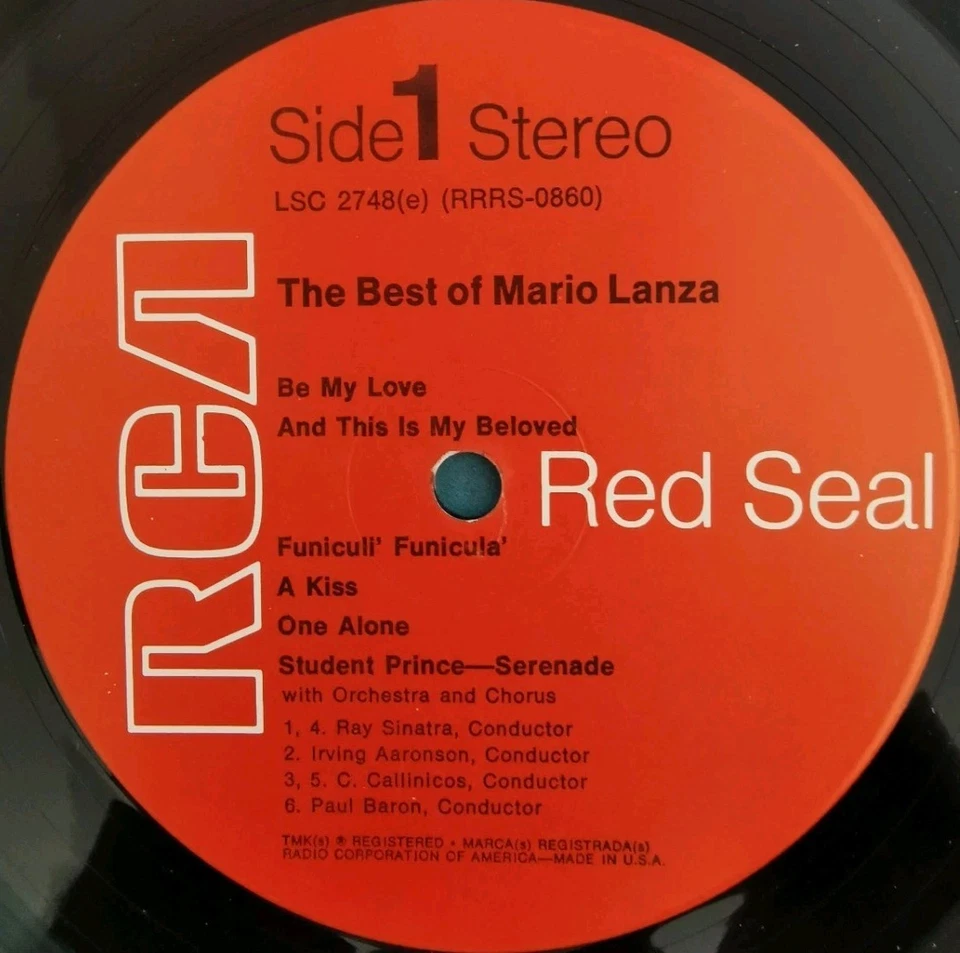 Side 1 Stereo
LSC 2748(e) (RRRS-0860)
The Best of Mario Lanza
Be My Love
And This Is My Beloved
RCA
Red Seal
Funiculi' Funicula'
A Kiss
One Alone
Student Prince—Serenade
with Orchestra and Chorus
1, 4. Ray Sinatra, Conductor
2. Irving Aaronson, Conductor
3, 5. C. Callinicos, Conductor
6. Paul Baron, Conductor
TMK(s) ® REGISTERED • MARCA(s) REGISTRADA(s)
RADIO CORPORATION OF AMERICA—MADE IN U.S.A.